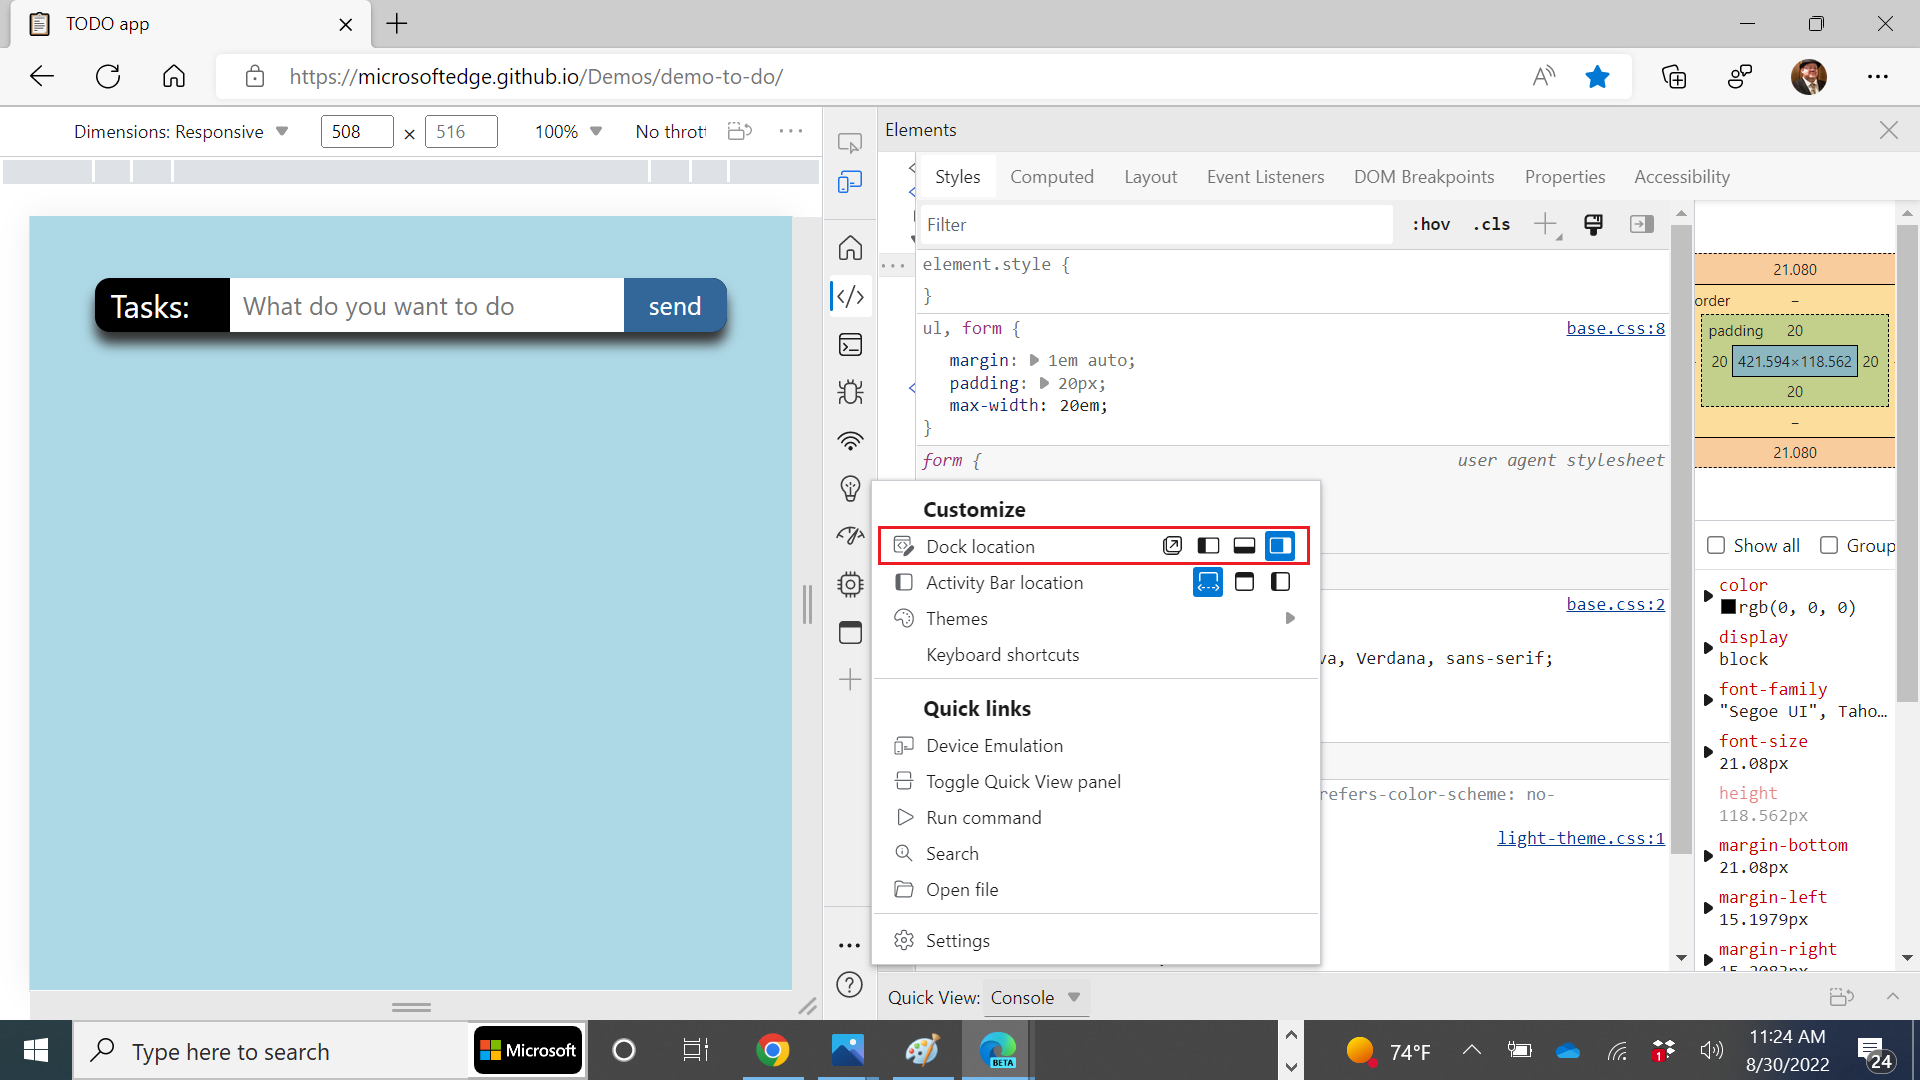 TODO app
https://microsoftedge.github.io/Demos/demo-to-do/
Dimensions: Responsive
508 × 516
100%
No thrott
Tasks:
What do you want to do
send
Elements
Styles Computed Layout Event Listeners DOM Breakpoints Properties Accessibility
Filter
:hov .cls
element.style {
}
ul, form {
base.css:8
margin: 1em auto;
padding: 20px;
max-width: 20em;
}
form {
user agent stylesheet
base.css:2
va, Verdana, sans-serif;
refers-color-scheme: no-
light-theme.css:1
Customize
Dock location
Activity Bar location
Themes
Keyboard shortcuts
Quick links
Device Emulation
Toggle Quick View panel
Run command
Search
Open file
Settings
21.080
order –
padding 20
20 421.594×118.562 20
20
–
21.080
Show all Group
color
rgb(0, 0, 0)
display
block
font-family
"Segoe UI", Taho…
font-size
21.08px
height
118.562px
margin-bottom
21.08px
margin-left
15.1979px
margin-right
15.2083px
Quick View: Console
Type here to search
Microsoft
BETA
74°F
1
11:24 AM
8/30/2022
24